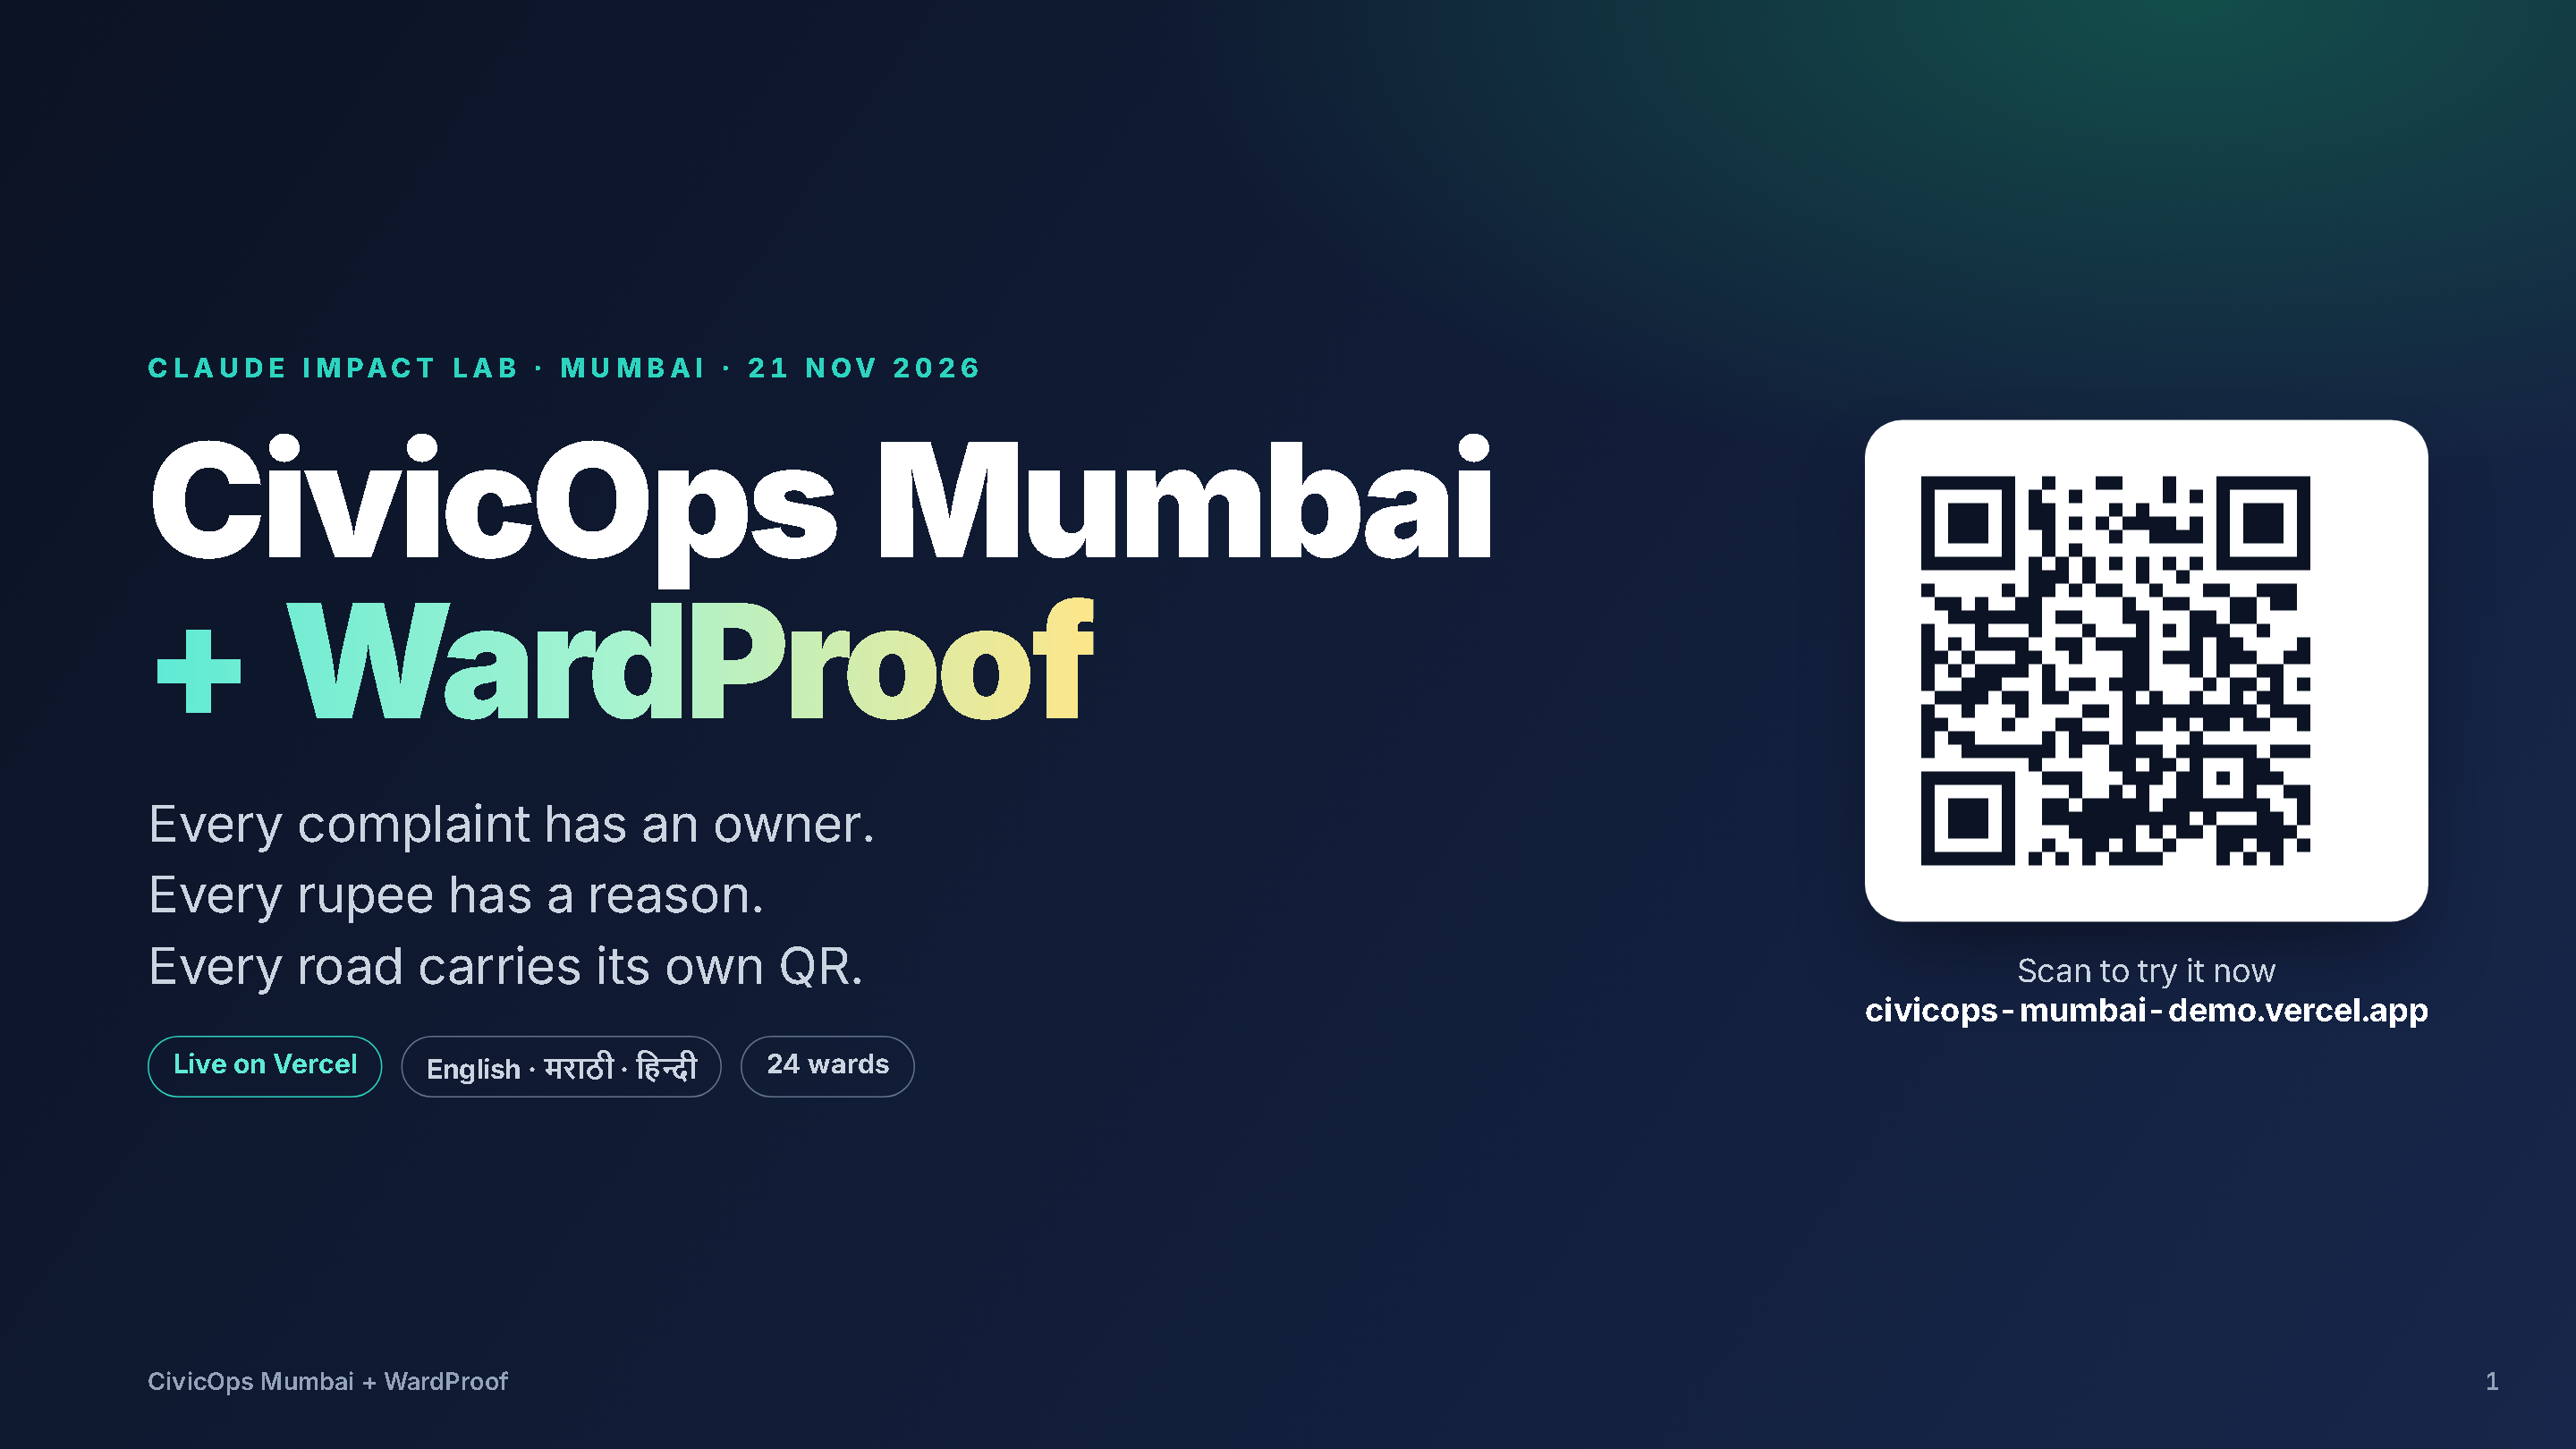 CLAUDE IMPACT LAB · MUMBAI · 21 NOV 2026
CivicOps Mumbai
+ WardProof
Every complaint has an owner.
Every rupee has a reason.
Every road carries its own QR.
Live on Vercel
English · मराठी · हिन्दी
24 wards
Scan to try it now
civicops-mumbai-demo.vercel.app
CivicOps Mumbai + WardProof
1